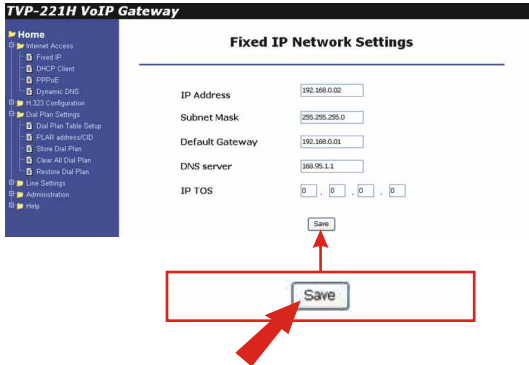 TVP-221H VoIP Gateway
Home
Internet Access
Fixed IP
DHCP Client
PPPoE
Dynamic DNS
H.323 Configuration
Dial Plan Settings
Dial Plan Table Setup
PLAR address/CID
Store Dial Plan
Clear All Dial Plan
Restore Dial Plan
Line Settings
Administration
Help
Fixed IP Network Settings
IP Address 192.168.0.02
Subnet Mask 255.255.255.0
Default Gateway 192.168.0.01
DNS server 168.95.1.1
IP TOS 0 . 0 . 0 . 0
Save
Save